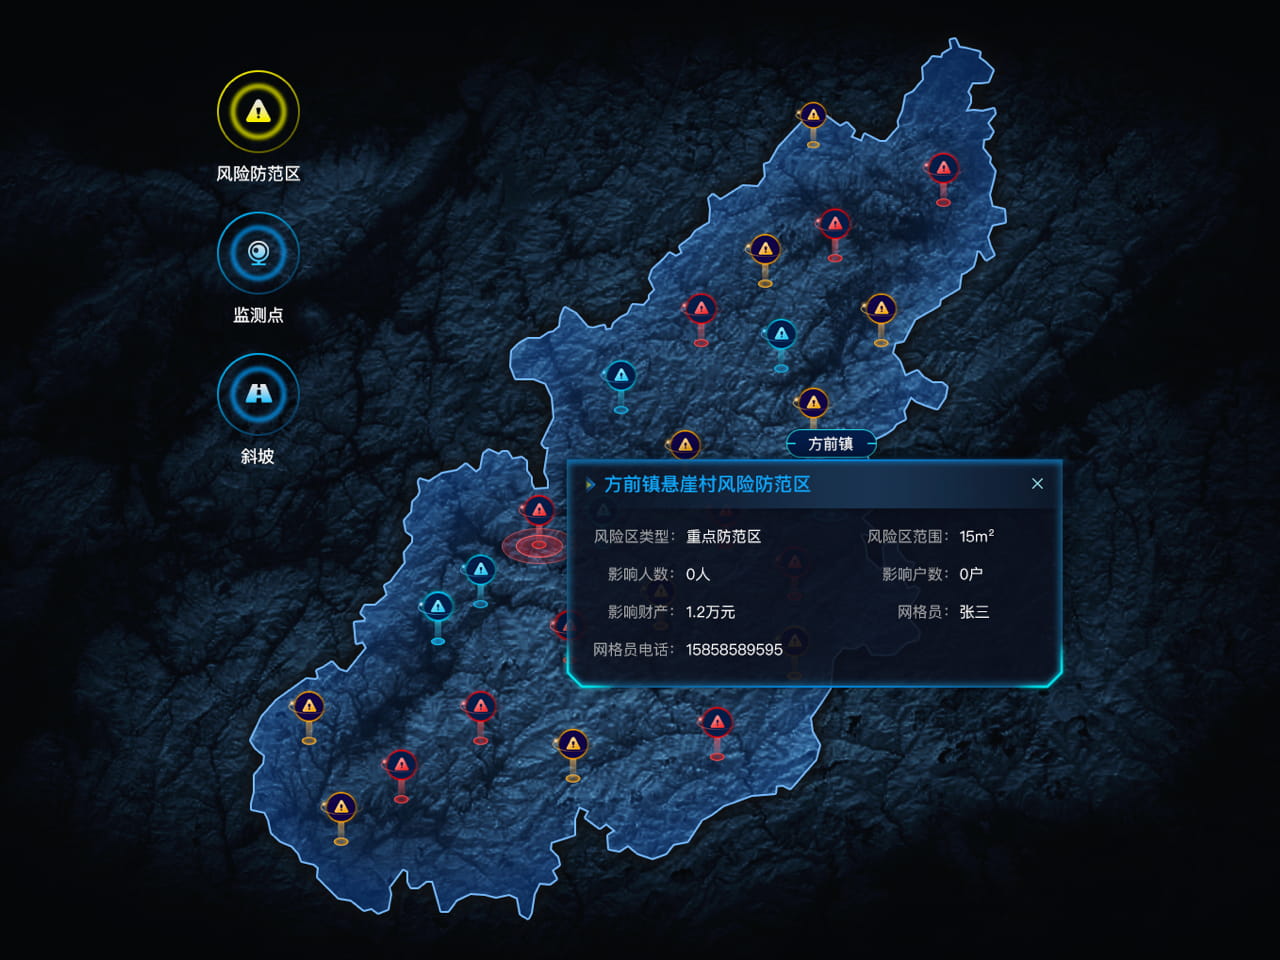 风险防范区
监测点
斜坡
方前镇
方前镇悬崖村风险防范区
风险区类型： 重点防范区
风险区范围： 15m²
影响人数： 0人
影响户数： 0户
影响财产： 1.2万元
网格员： 张三
网格员电话： 15858589595